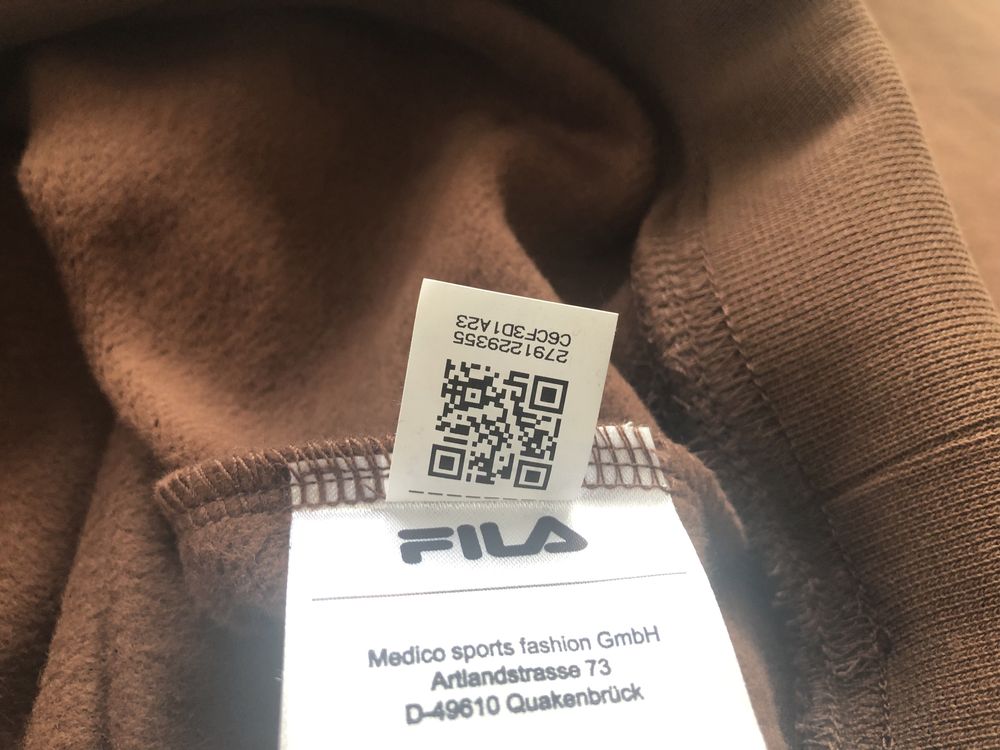 2791229355
C6CF3D1A23
FILA
Medico sports fashion GmbH
Artlandstrasse 73
D-49610 Quakenbrück